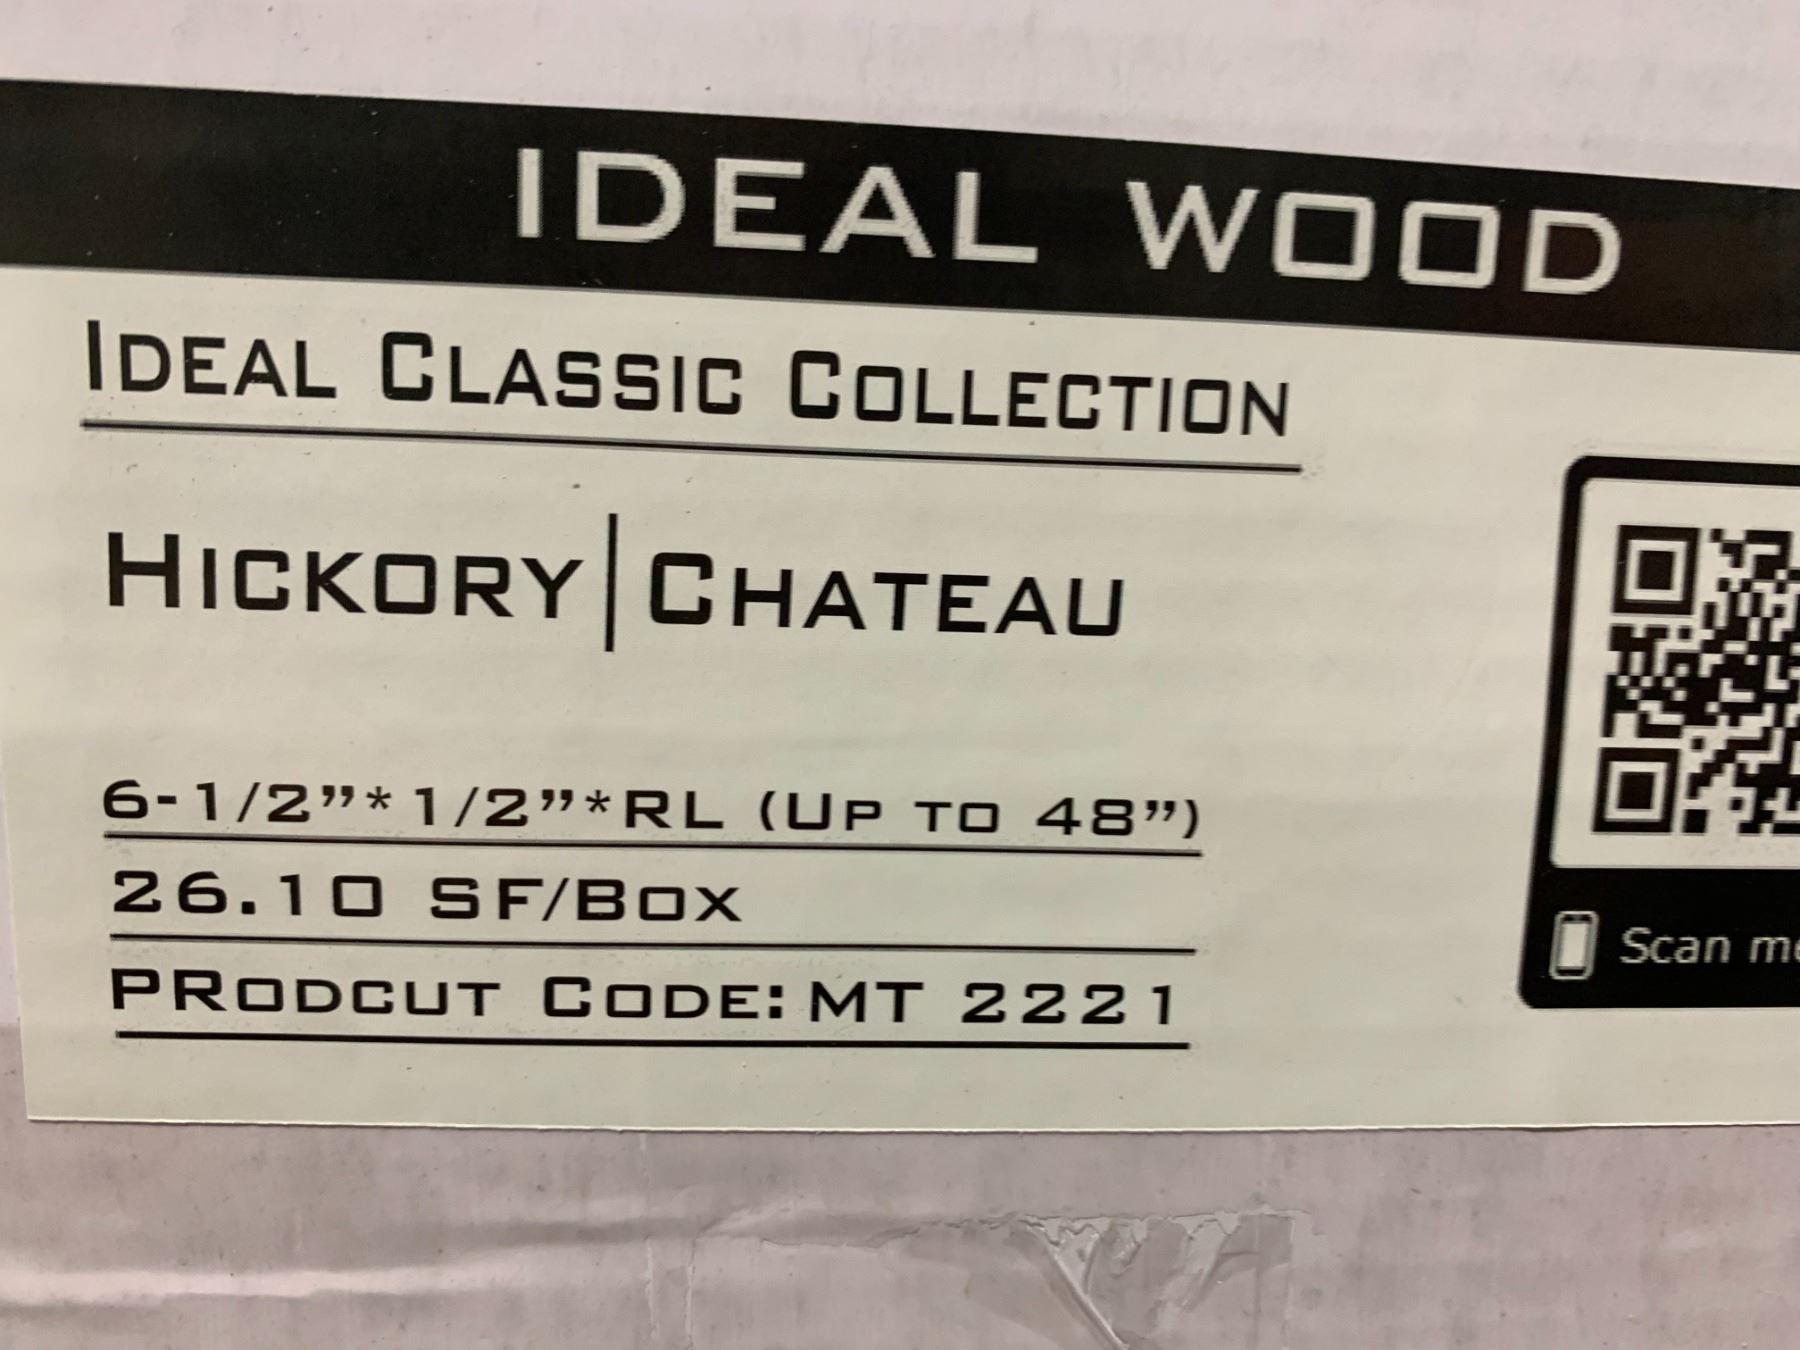 IDEAL WOOD
IDEAL CLASSIC COLLECTION
HICKORY|CHATEAU
6-1/2”*1/2”*RL (UP TO 48”)
26.10 SF/BOX
PRODCUT CODE: MT 2221
Scan